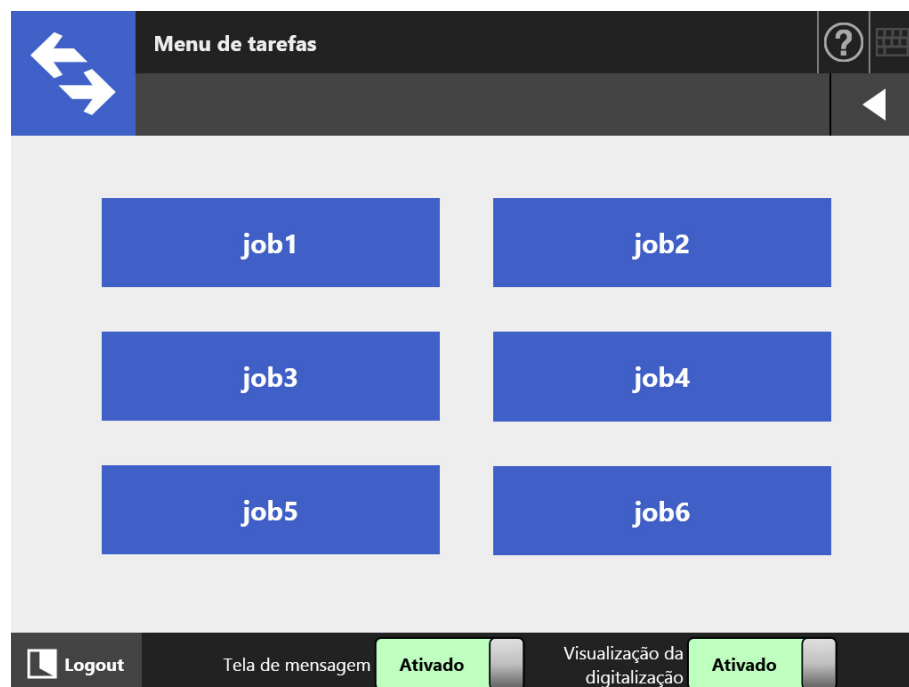 Menu de tarefas
?
job1
job2
job3
job4
job5
job6
Logout
Tela de mensagem
Ativado
Visualização da
digitalização
Ativado